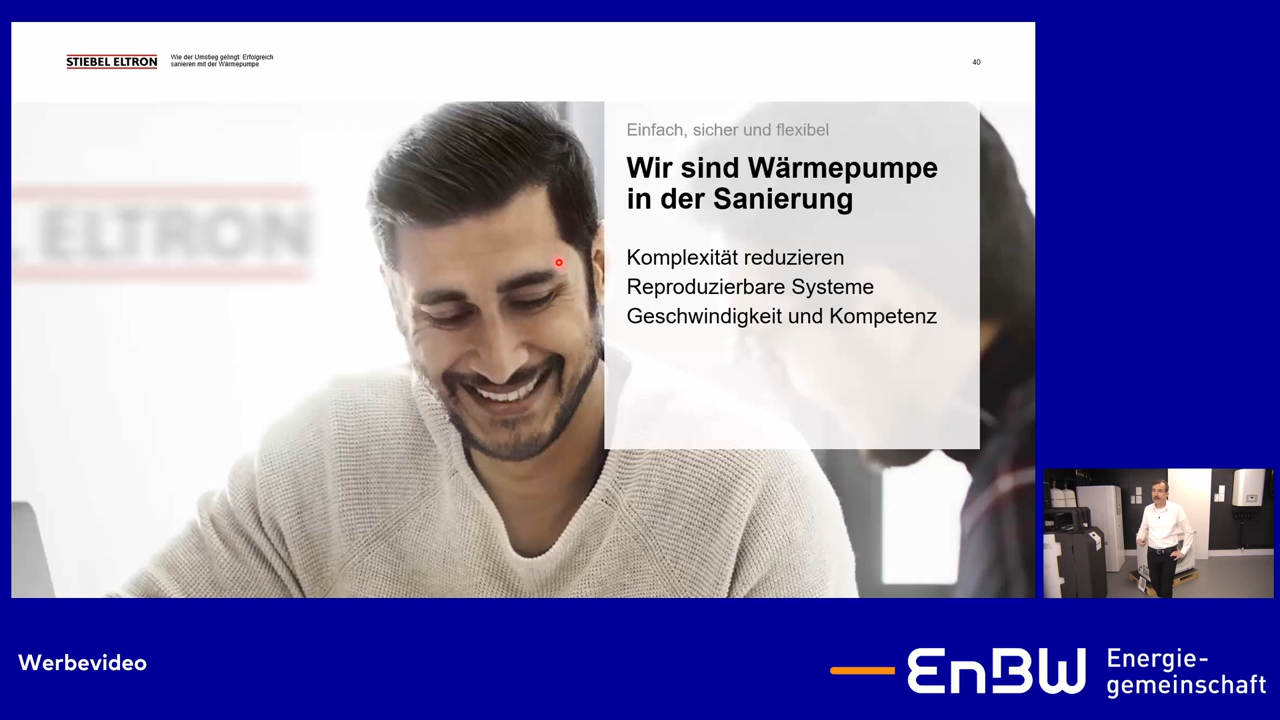 STIEBEL ELTRON
Wie der Umstieg gelingt: Erfolgreich
sanieren mit der Wärmepumpe
40
ELTRON
Einfach, sicher und flexibel
Wir sind Wärmepumpe
in der Sanierung
Komplexität reduzieren
Reproduzierbare Systeme
Geschwindigkeit und Kompetenz
Werbevideo
EnBW
Energie-
gemeinschaft